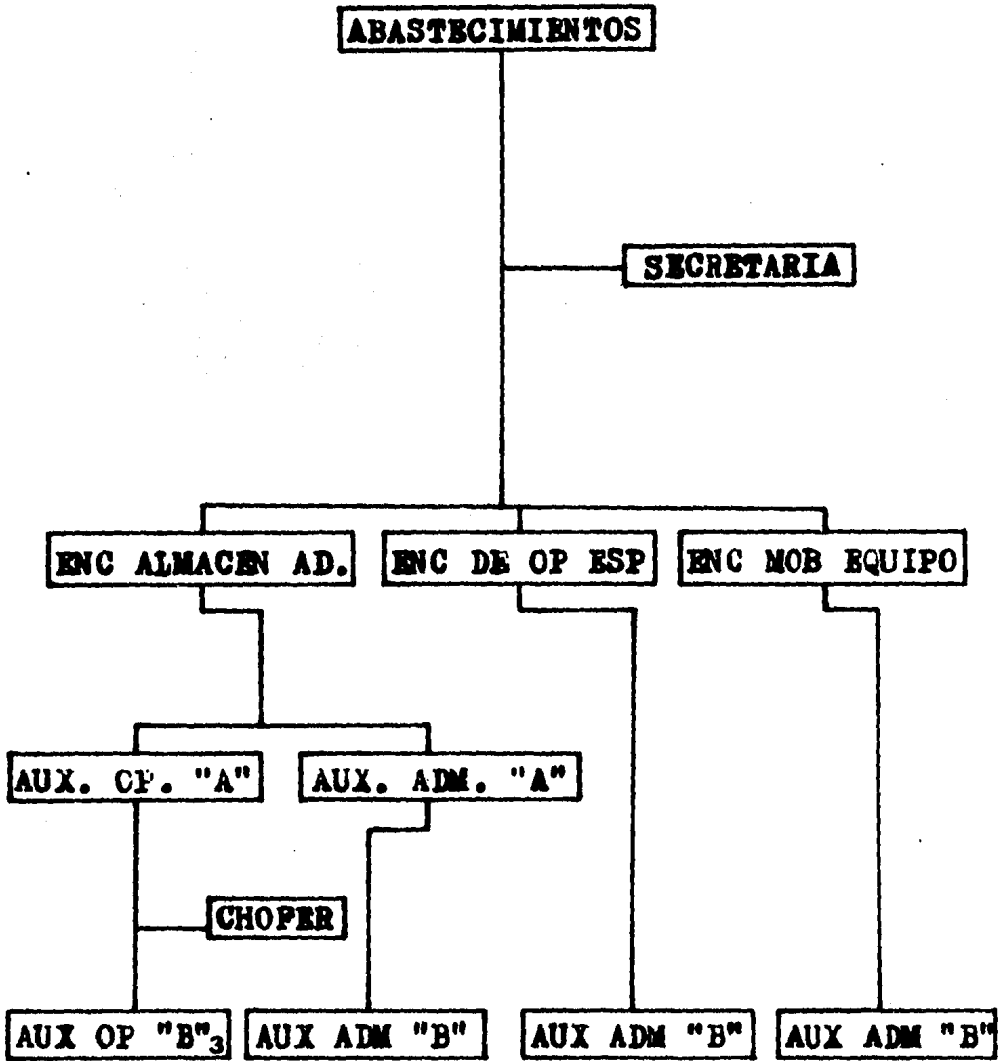 ABASTECIMIENTOS
SECRETARIA
ENC ALMACEN AD.
ENC DE OP ESP
ENC MOB EQUIPO
AUX. OP. "A"
AUX. ADM. "A"
CHOFER
AUX OP "B"3
AUX ADM "B"
AUX ADM "B"
AUX ADM "B"